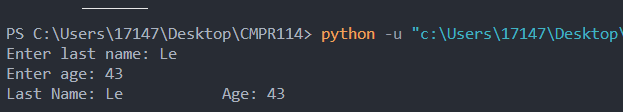 PS C:\Users\17147\Desktop\CMPR114> python -u "c:\Users\17147\Desktop\
Enter last name: Le
Enter age: 43
Last Name: Le          Age: 43